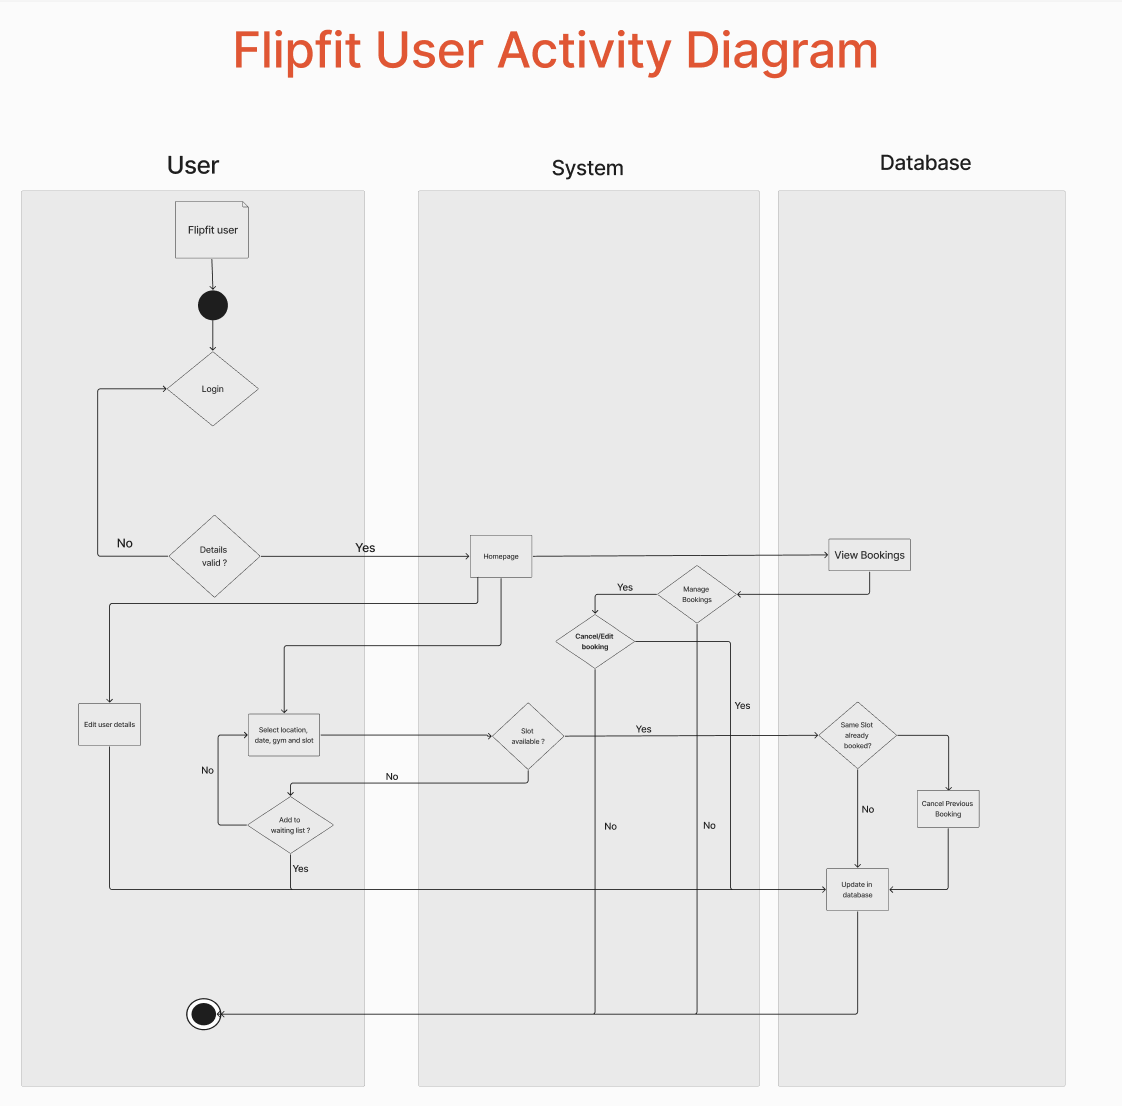 Flipfit User Activity Diagram
User
System
Database
Flipfit user
Login
No
Details
valid ?
Yes
Homepage
View Bookings
Yes
Manage
Bookings
Cancel/Edit
booking
Edit user details
Select location,
date, gym and slot
Slot
available ?
Yes
Yes
Same Slot
already
booked?
No
No
Add to
waiting list ?
Yes
No
No
No
Cancel Previous
Booking
Update in
database